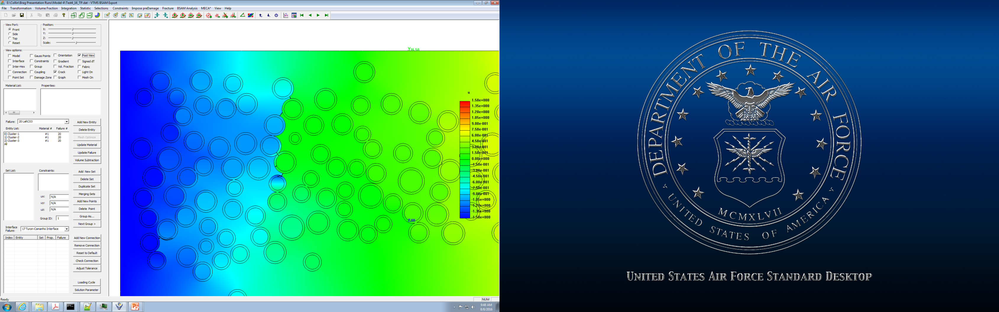 E:\Collin\Brag Presentation Runs\Model-4\Test4_16_TP.dat - VTMS BSAM Export
File Transformation Volume Fraction Integration Statistic Selections Constraints Impose preDamage Fracture BSAM Analysis MECA* View Help
View Port:
Front
Side
Top
Reset
Position:
X:
Y:
Z:
Scale:
View options:
Model Gauss Points Orientation Post View
Interface Constraints Gradient Signed dT
Inter-Hex Group Vol. Fraction Fabric
Connection Coupling Crack Light On
Point Set Damage Zone Graph Mesh On
Material List: Properties:
Failure: 20 LaRC03
Entity List: Material # Failure #
0) Cluster-1 #1 20
1) Cluster-2 #1 20
2) Cluster-3 #1 20
All
Add New Entity
Delete Entity
Mesh Optimize
Update Material
Update Failure
Volume Subtraction
Set List: Constraints:
ux: N/A
uy: N/A
uz: N/A
Group ID: 1
Add New Set
Delete Set
Duplicate Set
Merging Sets
Add New Points
Delete Point
Group As...
Next Group >
Interface Failure: 17 Turon-Camanho Interface
Index Entity Set Prop. Failure
Add New Connection
Remove Connection
Reset to Default
Check Connection
Adjust Tolerance
Loading Cycle
Solution Parameter
Ready
NUM
9:48 AM
8/8/2016
u
1.50e+000
1.35e+000
1.20e+000
1.05e+000
9.00e-001
7.50e-001
6.00e-001
4.50e-001
3.00e-001
1.50e-001
0.00e+000
-1.50e-001
-3.00e-001
-4.50e-001
-6.00e-001
-7.50e-001
-9.00e-001
-1.05e+000
-1.20e+000
-1.35e+000
-1.50e+000
DEPARTMENT OF THE AIR FORCE
MCMXLVII
UNITED STATES OF AMERICA
UNITED STATES AIR FORCE STANDARD DESKTOP